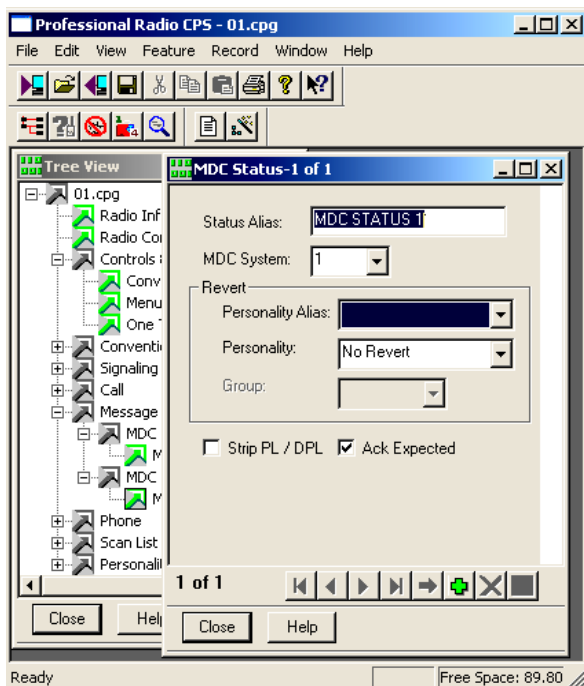 Professional Radio CPS - 01.cpg
File Edit View Feature Record Window Help
Tree View
01.cpg
Radio Inf
Radio Co
Controls
Conv
Menu
One
Conventi
Signaling
Call
Message
MDC
M
MDC
M
Phone
Scan List
Personali
Close Help
MDC Status-1 of 1
Status Alias: MDC STATUS 1
MDC System: 1
Revert
Personality Alias:
Personality: No Revert
Group:
Strip PL / DPL Ack Expected
1 of 1
Close Help
Ready Free Space: 89.80